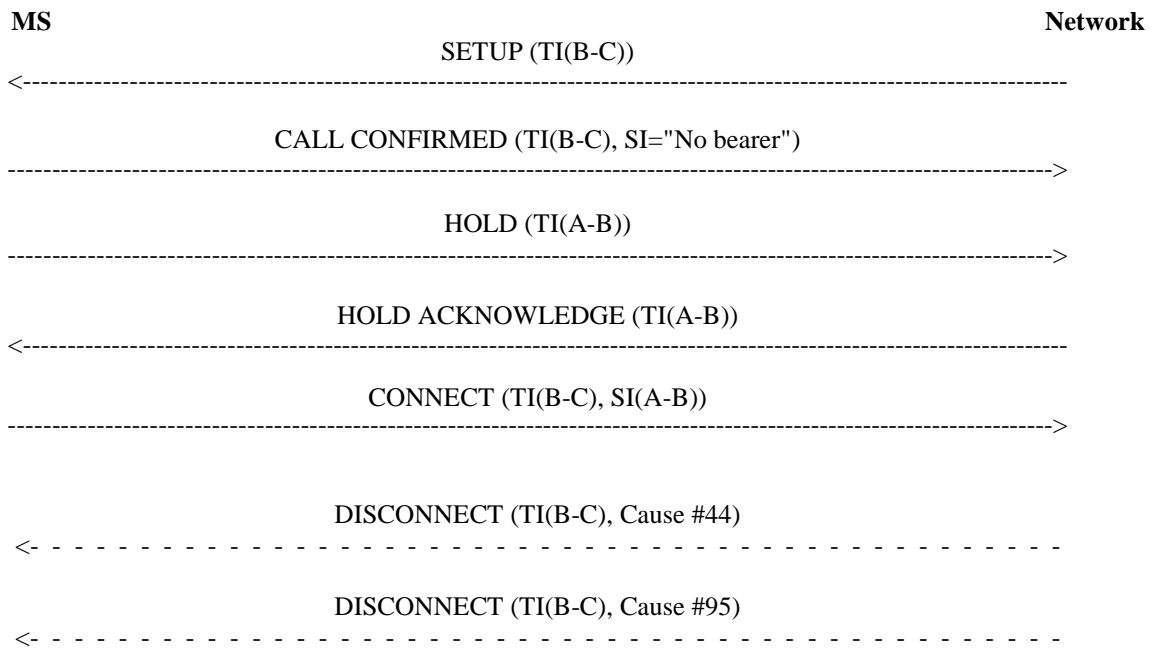 MS Network
SETUP (TI(B-C))
<----------------------------------------------------------------------------------------------------------------------
CALL CONFIRMED (TI(B-C), SI="No bearer")
---------------------------------------------------------------------------------------------------------------------->
HOLD (TI(A-B))
---------------------------------------------------------------------------------------------------------------------->
HOLD ACKNOWLEDGE (TI(A-B))
<----------------------------------------------------------------------------------------------------------------------
CONNECT (TI(B-C), SI(A-B))
---------------------------------------------------------------------------------------------------------------------->
DISCONNECT (TI(B-C), Cause #44)
<- - - - - - - - - - - - - - - - - - - - - - - - - - - - - - - - - - - - - - - - - - - - - - - - - - - - - - - - -
DISCONNECT (TI(B-C), Cause #95)
<- - - - - - - - - - - - - - - - - - - - - - - - - - - - - - - - - - - - - - - - - - - - - - - - - - - - - - - - -